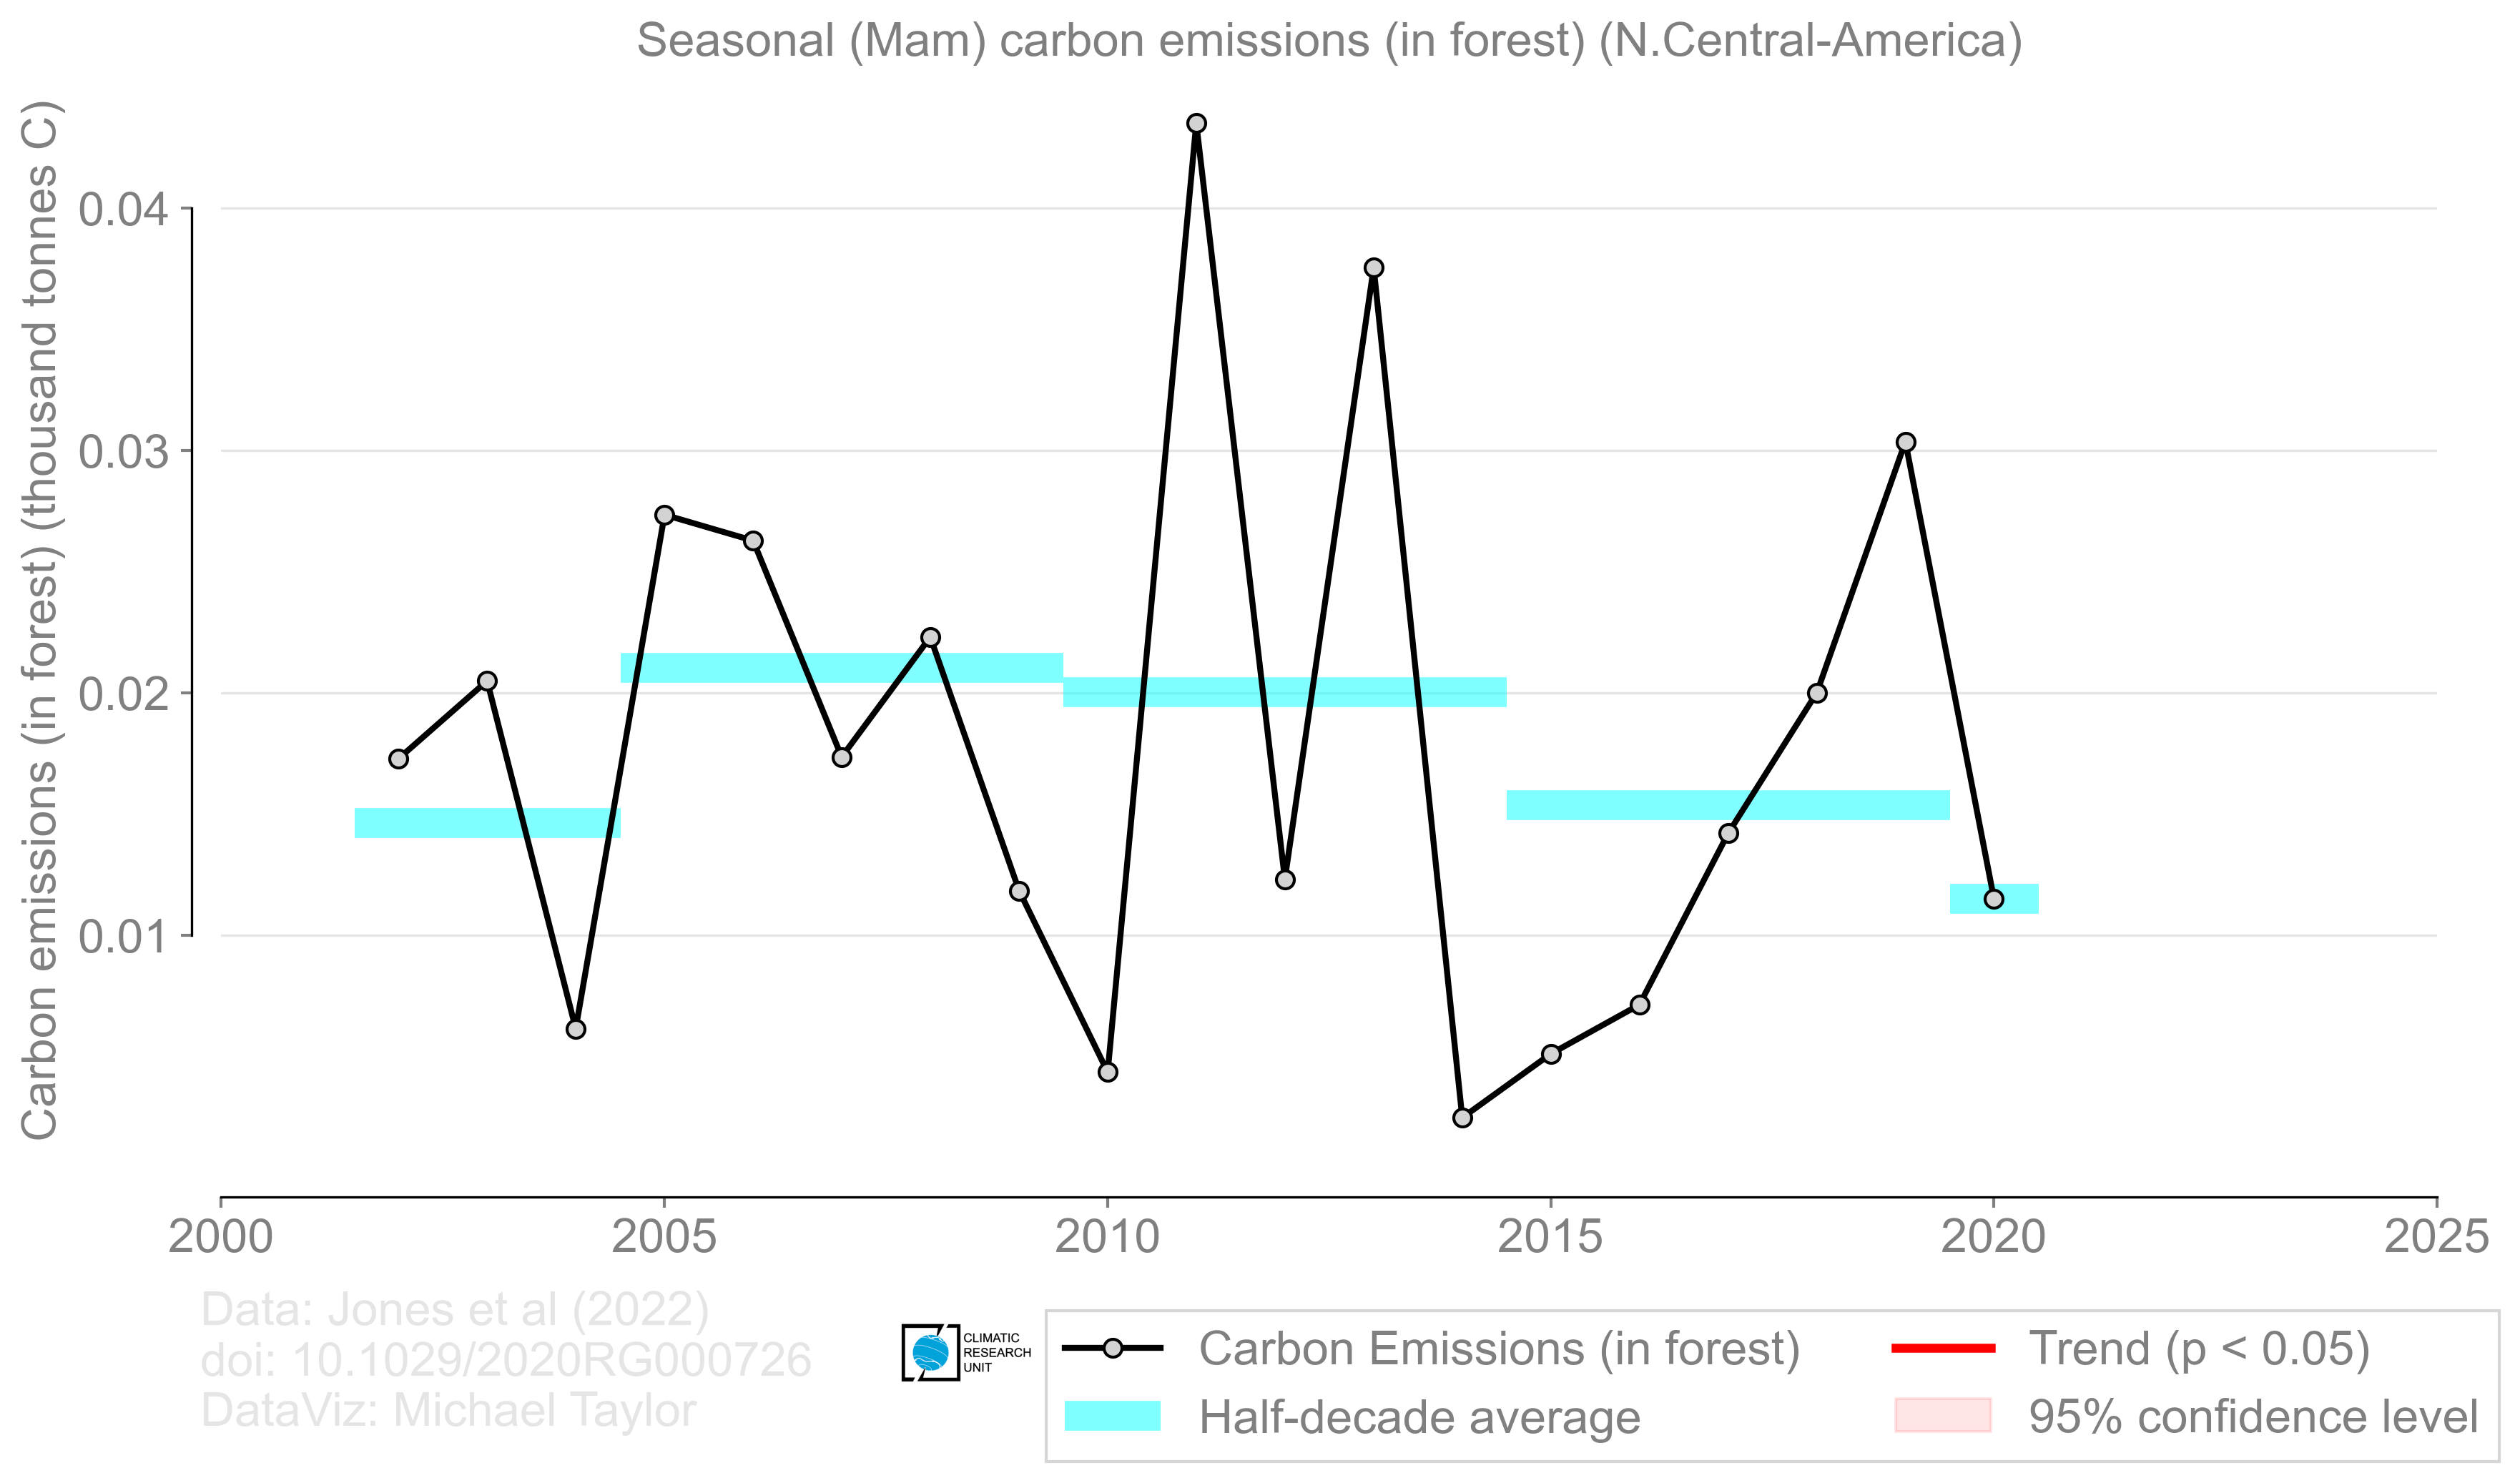 Seasonal (Mam) carbon emissions (in forest) (N.Central-America)
Carbon emissions (in forest) (thousand tonnes C)
0.04
0.03
0.02
0.01
2000
2005
2010
2015
2020
2025
Data: Jones et al (2022)
doi: 10.1029/2020RG000726
DataViz: Michael Taylor
CLIMATIC
RESEARCH
UNIT
Carbon Emissions (in forest)
Half-decade average
Trend (p < 0.05)
95% confidence level